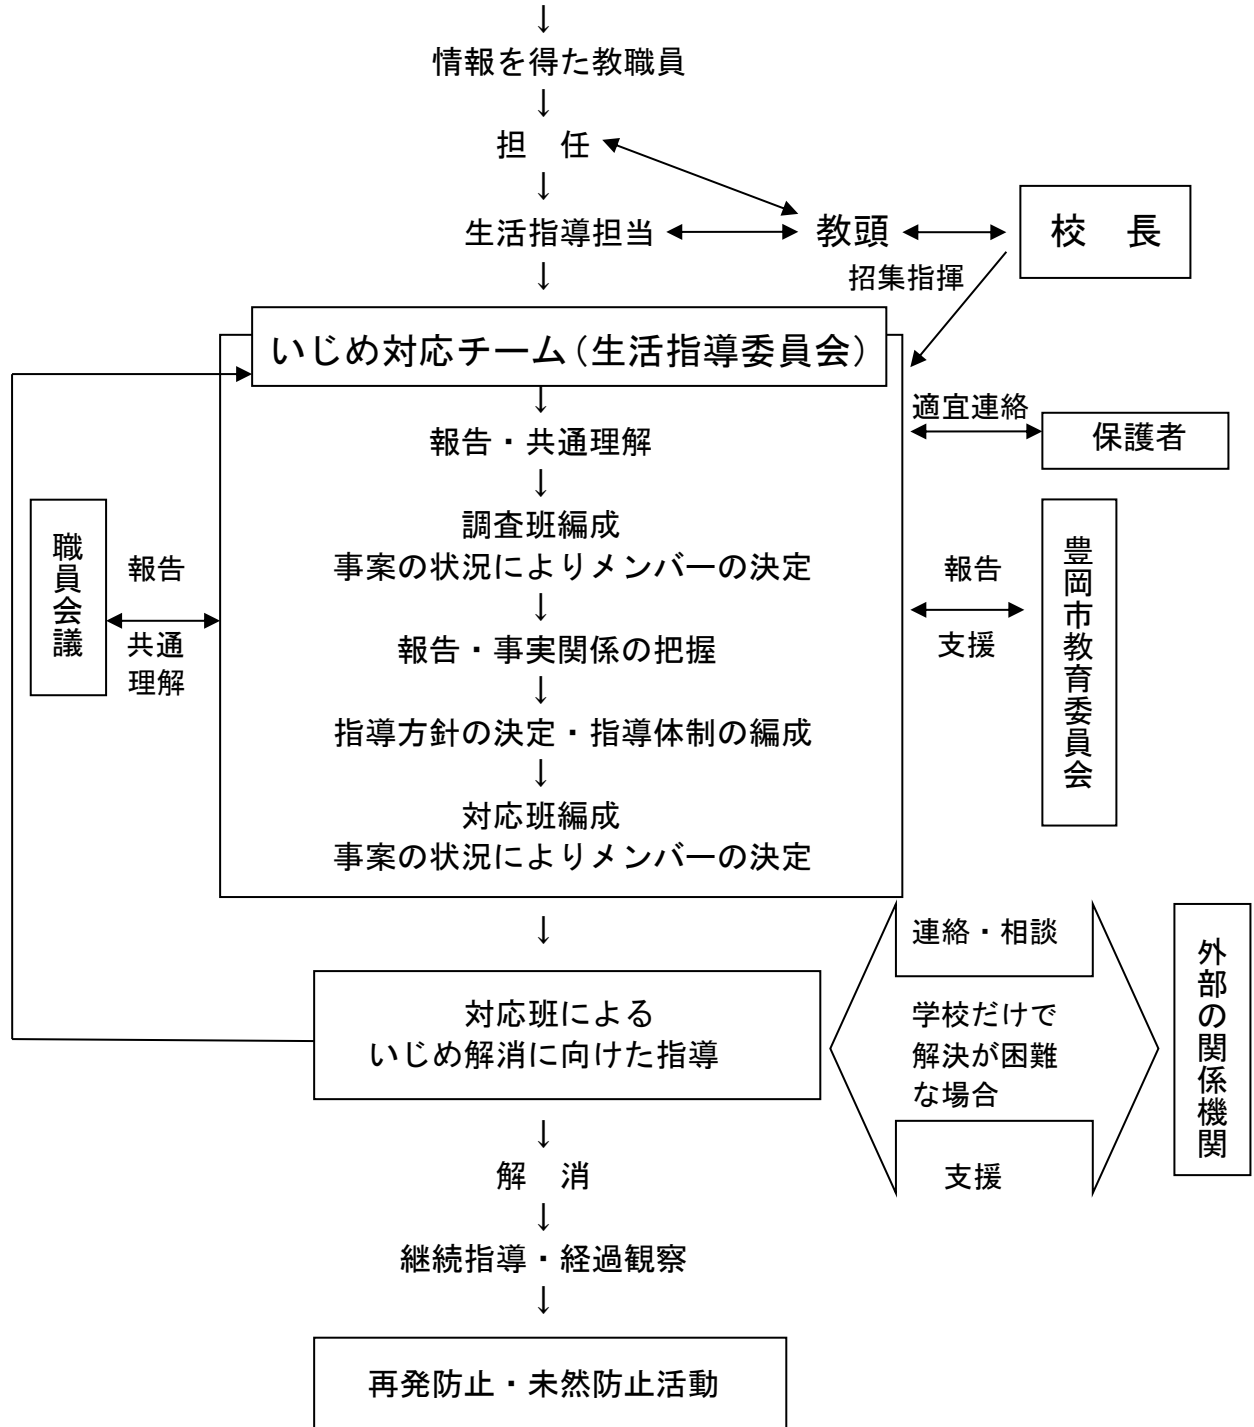 ↓
情報を得た教職員
↓
担　任
↓
生活指導担当
教頭
校　長
↓
招集指揮
いじめ対応チーム（生活指導委員会）
↓
報告・共通理解
↓
調査班編成
事案の状況によりメンバーの決定
↓
報告・事実関係の把握
↓
指導方針の決定・指導体制の編成
↓
対応班編成
事案の状況によりメンバーの決定
適宜連絡
保護者
職員会議
報告
共通
理解
報告
支援
豊岡市教育委員会
↓
対応班による
いじめ解消に向けた指導
連絡・相談
学校だけで
解決が困難
な場合
支援
外部の関係機関
↓
解　消
↓
継続指導・経過観察
↓
再発防止・未然防止活動